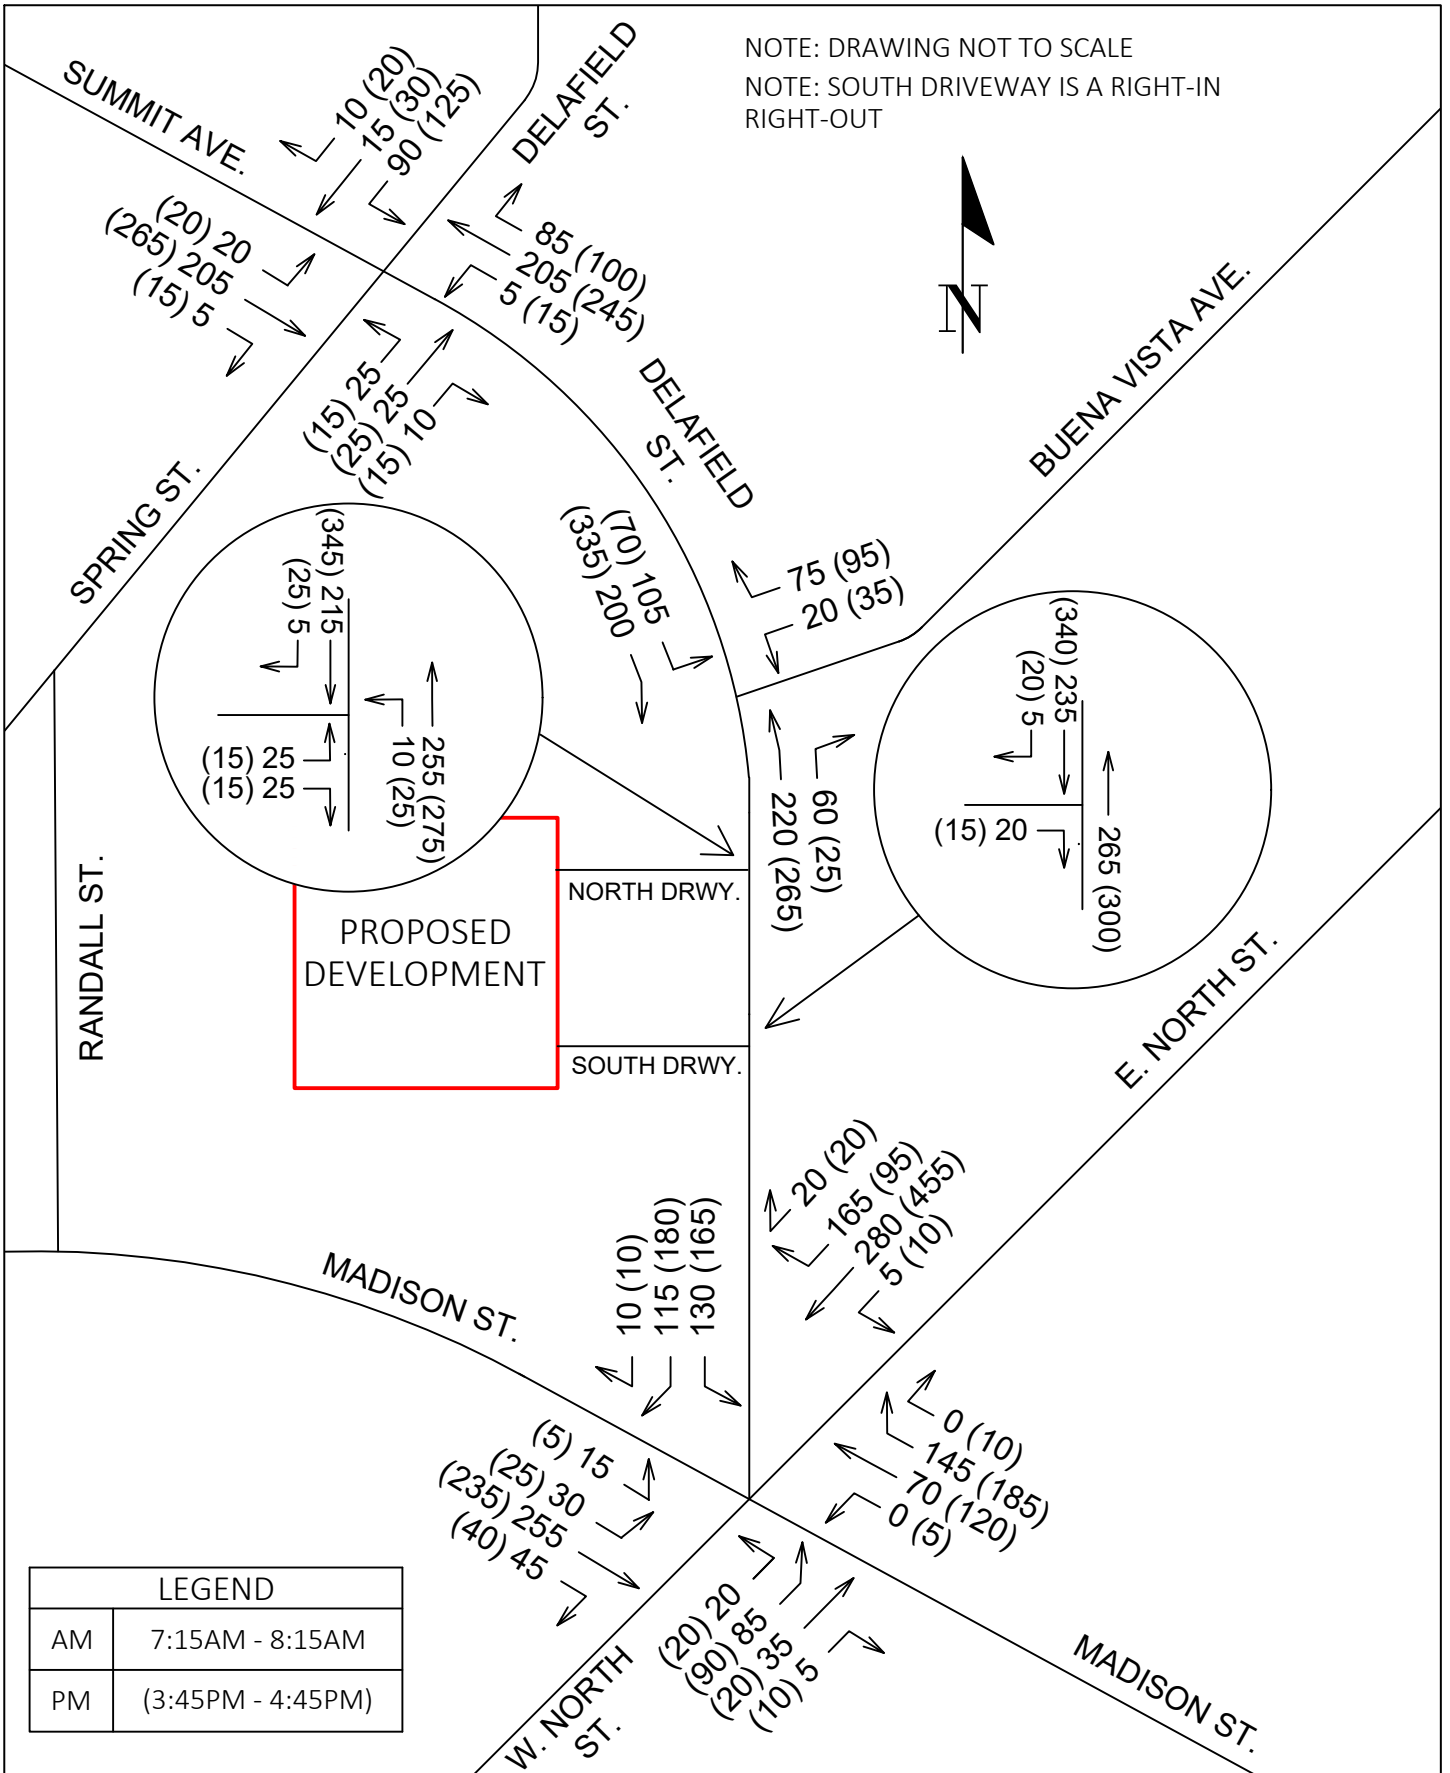 NOTE: DRAWING NOT TO SCALE
NOTE: SOUTH DRIVEWAY IS A RIGHT-IN
RIGHT-OUT
N
SUMMIT AVE.
10 (20)
15 (30)
90 (125)
DELAFIELD
ST.
(20) 20
(265) 205
(15) 5
85 (100)
205 (245)
5 (15)
(15) 25
(25) 25
(15) 10
SPRING ST.
DELAFIELD
ST.
BUENA VISTA AVE.
(70) 105
(335) 200
75 (95)
20 (35)
60 (25)
220 (265)
(345) 215
(25) 5
255 (275)
10 (25)
(15) 25
(15) 25
(340) 235
(20) 5
265 (300)
(15) 20
NORTH DRWY.
PROPOSED
DEVELOPMENT
SOUTH DRWY.
RANDALL ST.
E. NORTH ST.
MADISON ST.
10 (10)
115 (180)
130 (165)
20 (20)
165 (95)
280 (455)
5 (10)
(5) 15
(25) 30
(235) 255
(40) 45
0 (10)
145 (185)
70 (120)
0 (5)
(20) 20
(90) 85
(20) 35
(10) 5
W. NORTH
ST.
MADISON ST.
LEGEND
AM 7:15AM - 8:15AM
PM (3:45PM - 4:45PM)